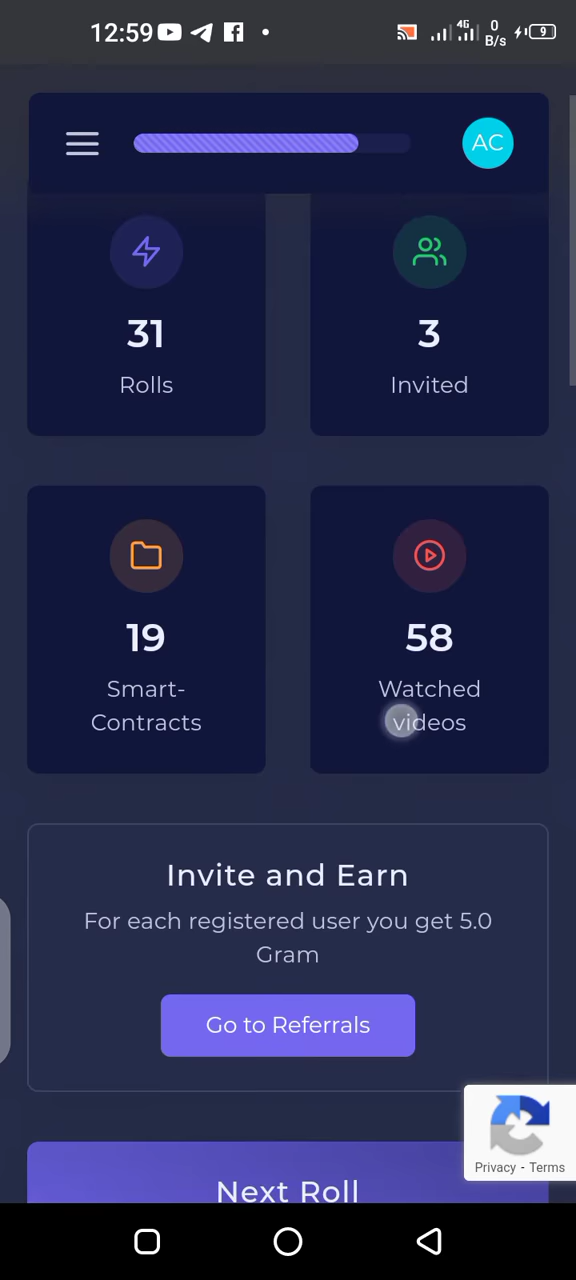 12:59
4G
0
B/s
9
AC
31
Rolls
3
Invited
19
Smart-
Contracts
58
Watched
videos
Invite and Earn
For each registered user you get 5.0
Gram
Go to Referrals
Privacy - Terms
Next Roll